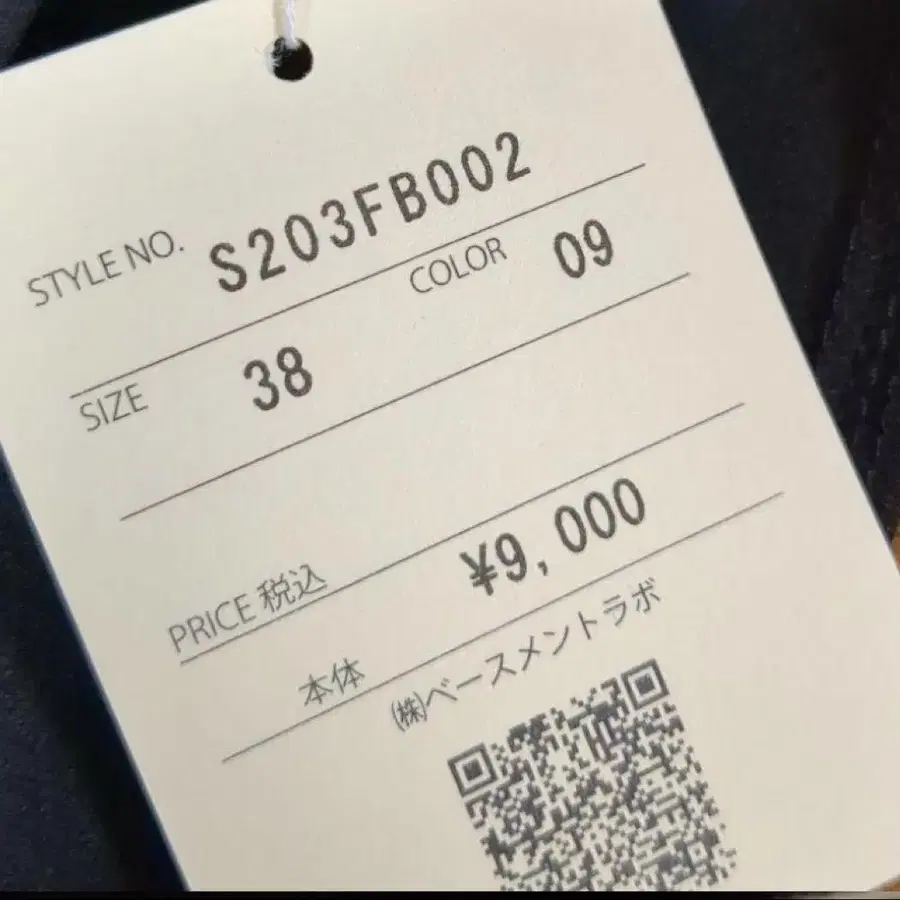 STYLE NO. S203FB002
COLOR 09
SIZE 38
PRICE 税込
本体 ¥9,000
㈱ベースメントラボ